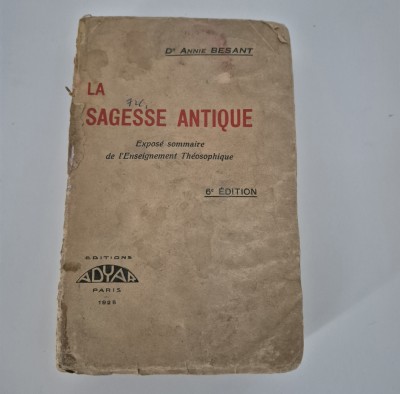 Dr ANNIE BESANT
LA
SAGESSE ANTIQUE
Exposé sommaire
de l'Enseignement Théosophique
6e ÉDITION
EDITIONS
ADYAR
PARIS